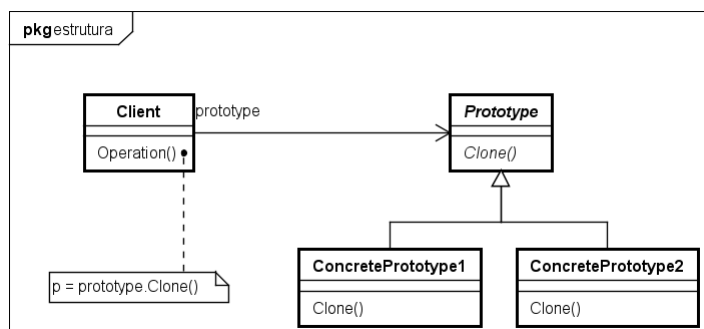 pkg estrutura
Client
prototype
Prototype
Operation()
Clone()
ConcretePrototype1
ConcretePrototype2
p = prototype.Clone()
Clone()
Clone()